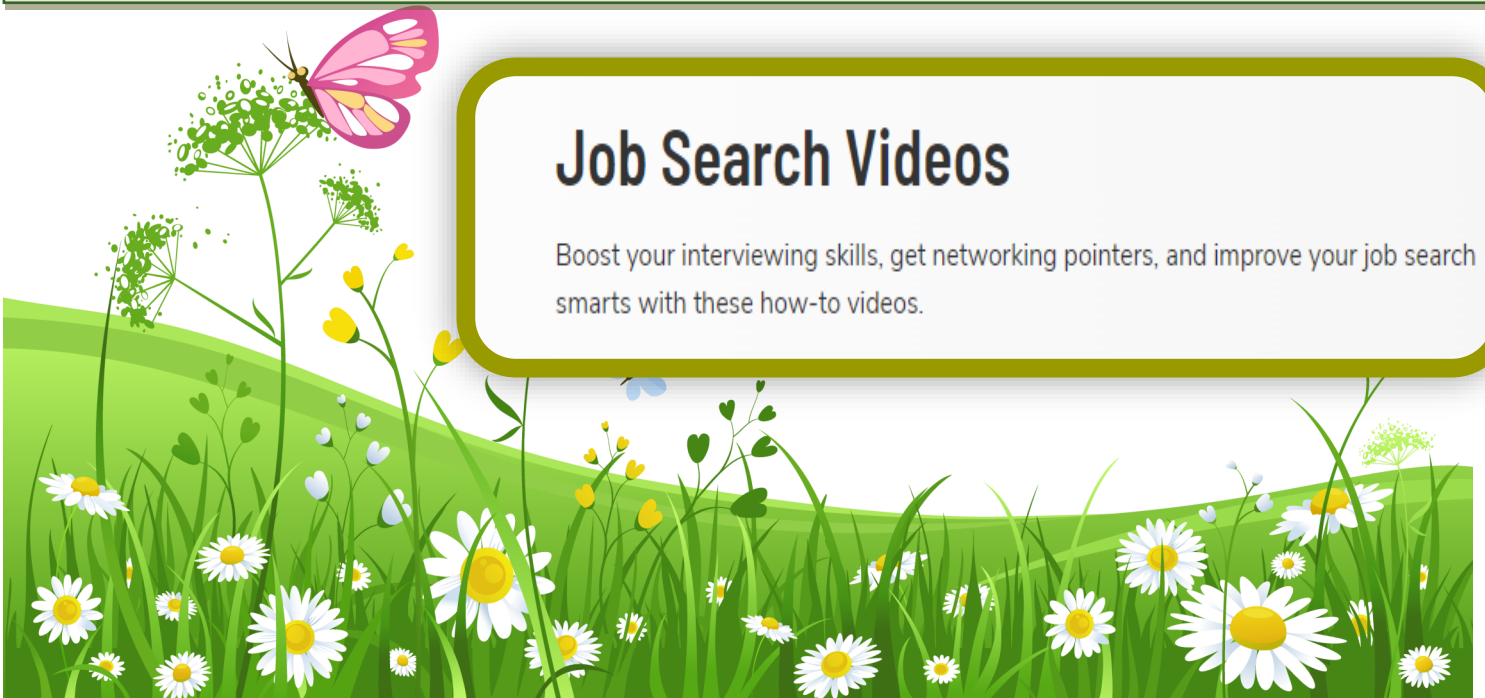 Job Search Videos
Boost your interviewing skills, get networking pointers, and improve your job search
smarts with these how-to videos.